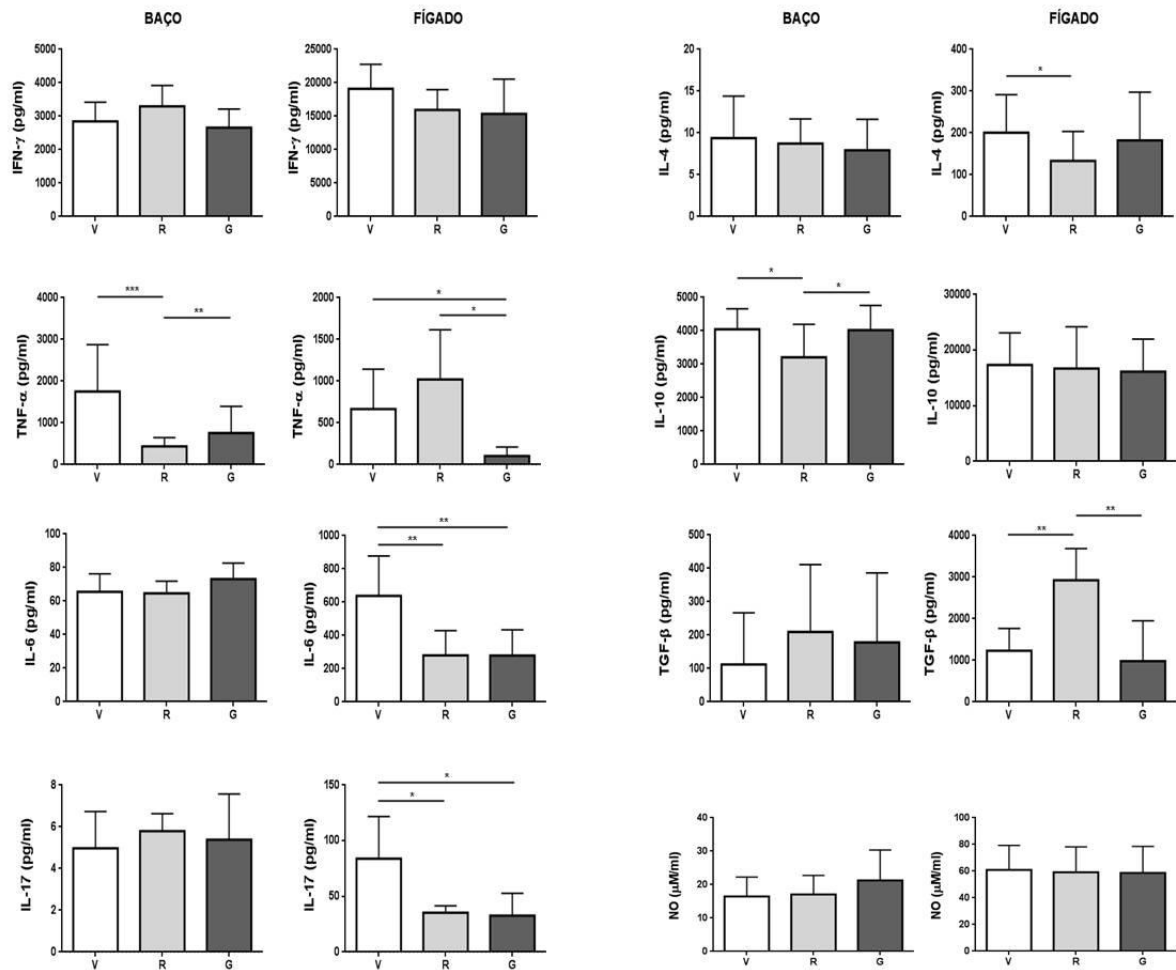 BAÇO
FÍGADO
BAÇO
FÍGADO
IFN-γ (pg/ml)
5000
4000
3000
2000
1000
0
V R G
IFN-γ (pg/ml)
25000
20000
15000
10000
5000
0
V R G
IL-4 (pg/ml)
20
15
10
5
0
V R G
IL-4 (pg/ml)
400
300
200
100
0
*
V R G
TNF-α (pg/ml)
4000
3000
2000
1000
0
***
**
V R G
TNF-α (pg/ml)
2000
1500
1000
500
0
*
*
V R G
IL-10 (pg/ml)
5000
4000
3000
2000
1000
0
*
*
V R G
IL-10 (pg/ml)
30000
20000
10000
0
V R G
IL-6 (pg/ml)
100
80
60
40
20
0
V R G
IL-6 (pg/ml)
1000
800
600
400
200
0
**
**
V R G
TGF-β (pg/ml)
500
400
300
200
100
0
V R G
TGF-β (pg/ml)
4000
3000
2000
1000
0
**
**
V R G
IL-17 (pg/ml)
8
6
4
2
0
V R G
IL-17 (pg/ml)
150
100
50
0
*
*
V R G
NO (μM/ml)
40
30
20
10
0
V R G
NO (μM/ml)
100
80
60
40
20
0
V R G